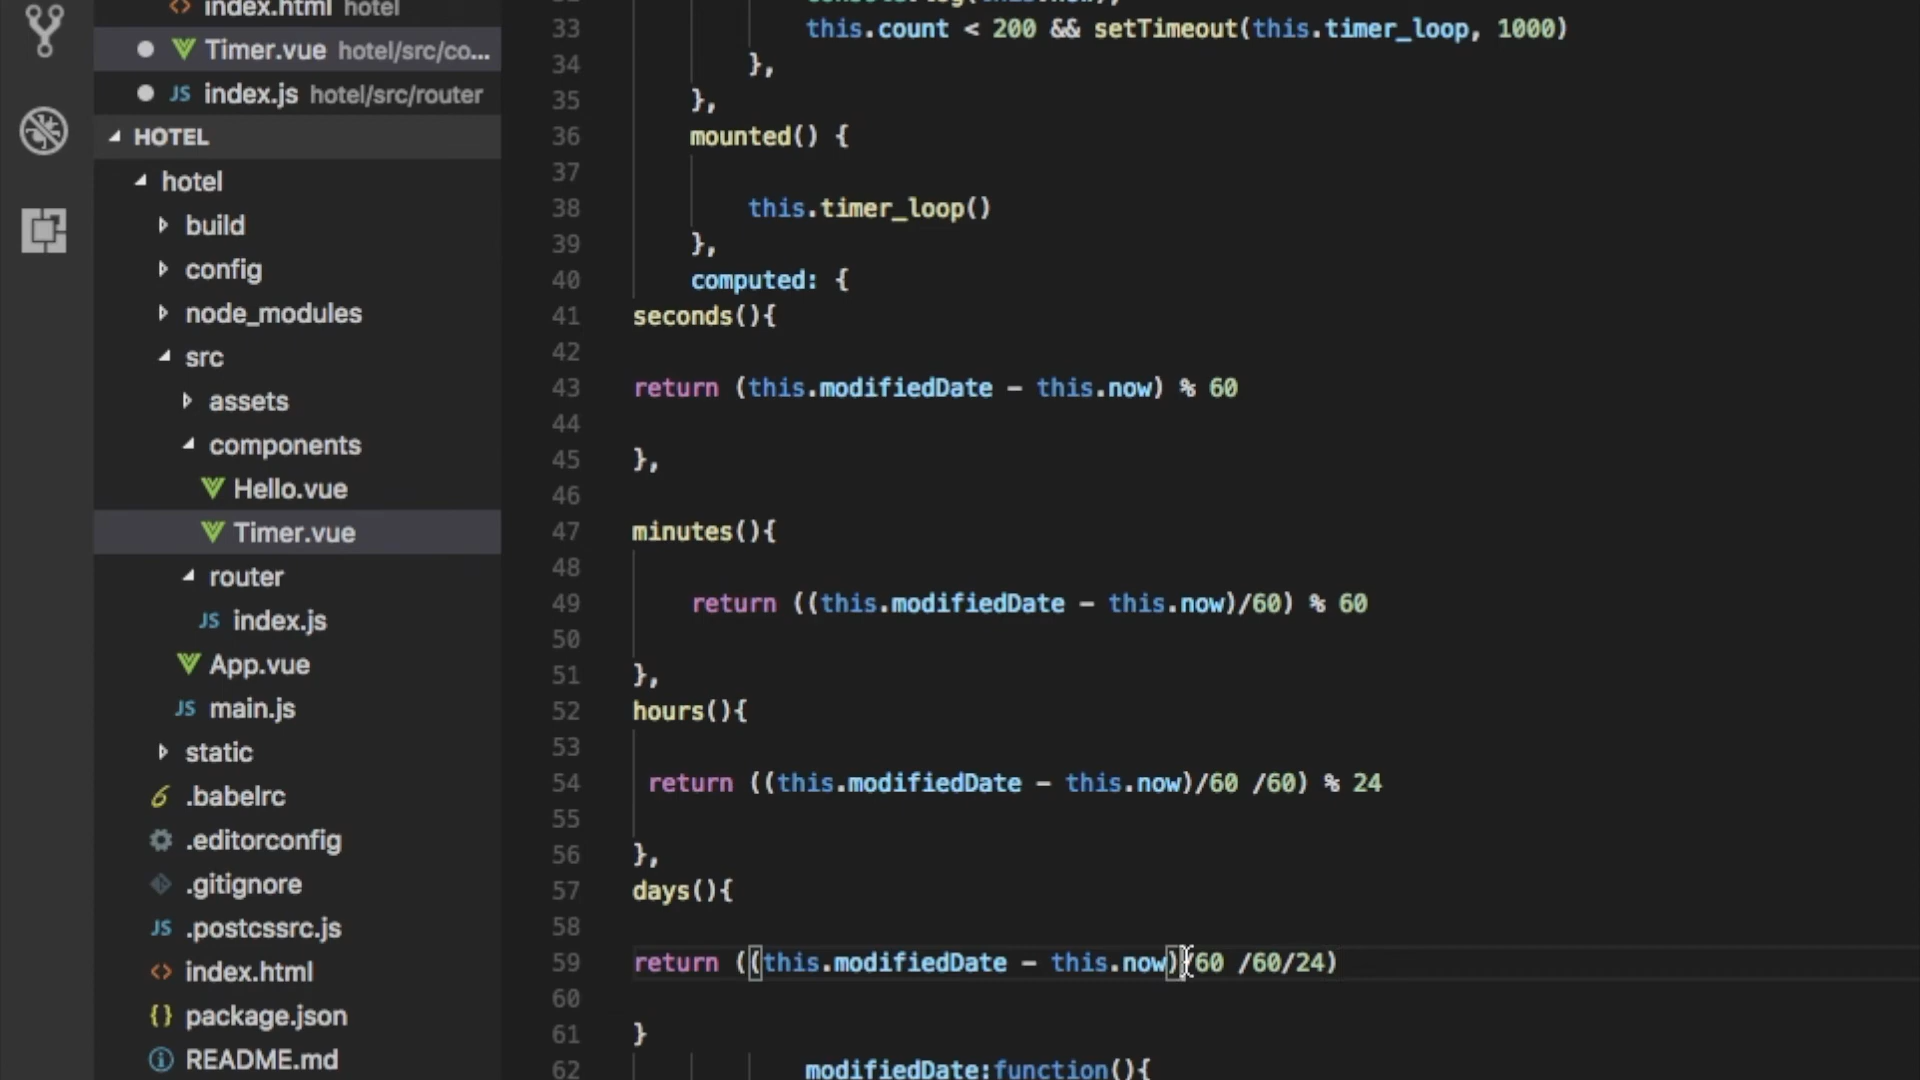 index.html hotel
Timer.vue hotel/src/co...
JS index.js hotel/src/router
HOTEL
hotel
build
config
node_modules
src
assets
components
Hello.vue
Timer.vue
router
JS index.js
App.vue
JS main.js
static
.babelrc
.editorconfig
.gitignore
JS .postcssrc.js
index.html
{} package.json
README.md
33 this.count < 200 && setTimeout(this.timer_loop, 1000)
34 },
35 },
36 mounted() {
37
38 this.timer_loop()
39 },
40 computed: {
41 seconds(){
42
43 return (this.modifiedDate - this.now) % 60
44
45 },
46
47 minutes(){
48
49 return ((this.modifiedDate - this.now)/60) % 60
50
51 },
52 hours(){
53
54 return ((this.modifiedDate - this.now)/60 /60) % 24
55
56 },
57 days(){
58
59 return ((this.modifiedDate - this.now)/60 /60/24)
60
61 }
62 modifiedDate:function(){